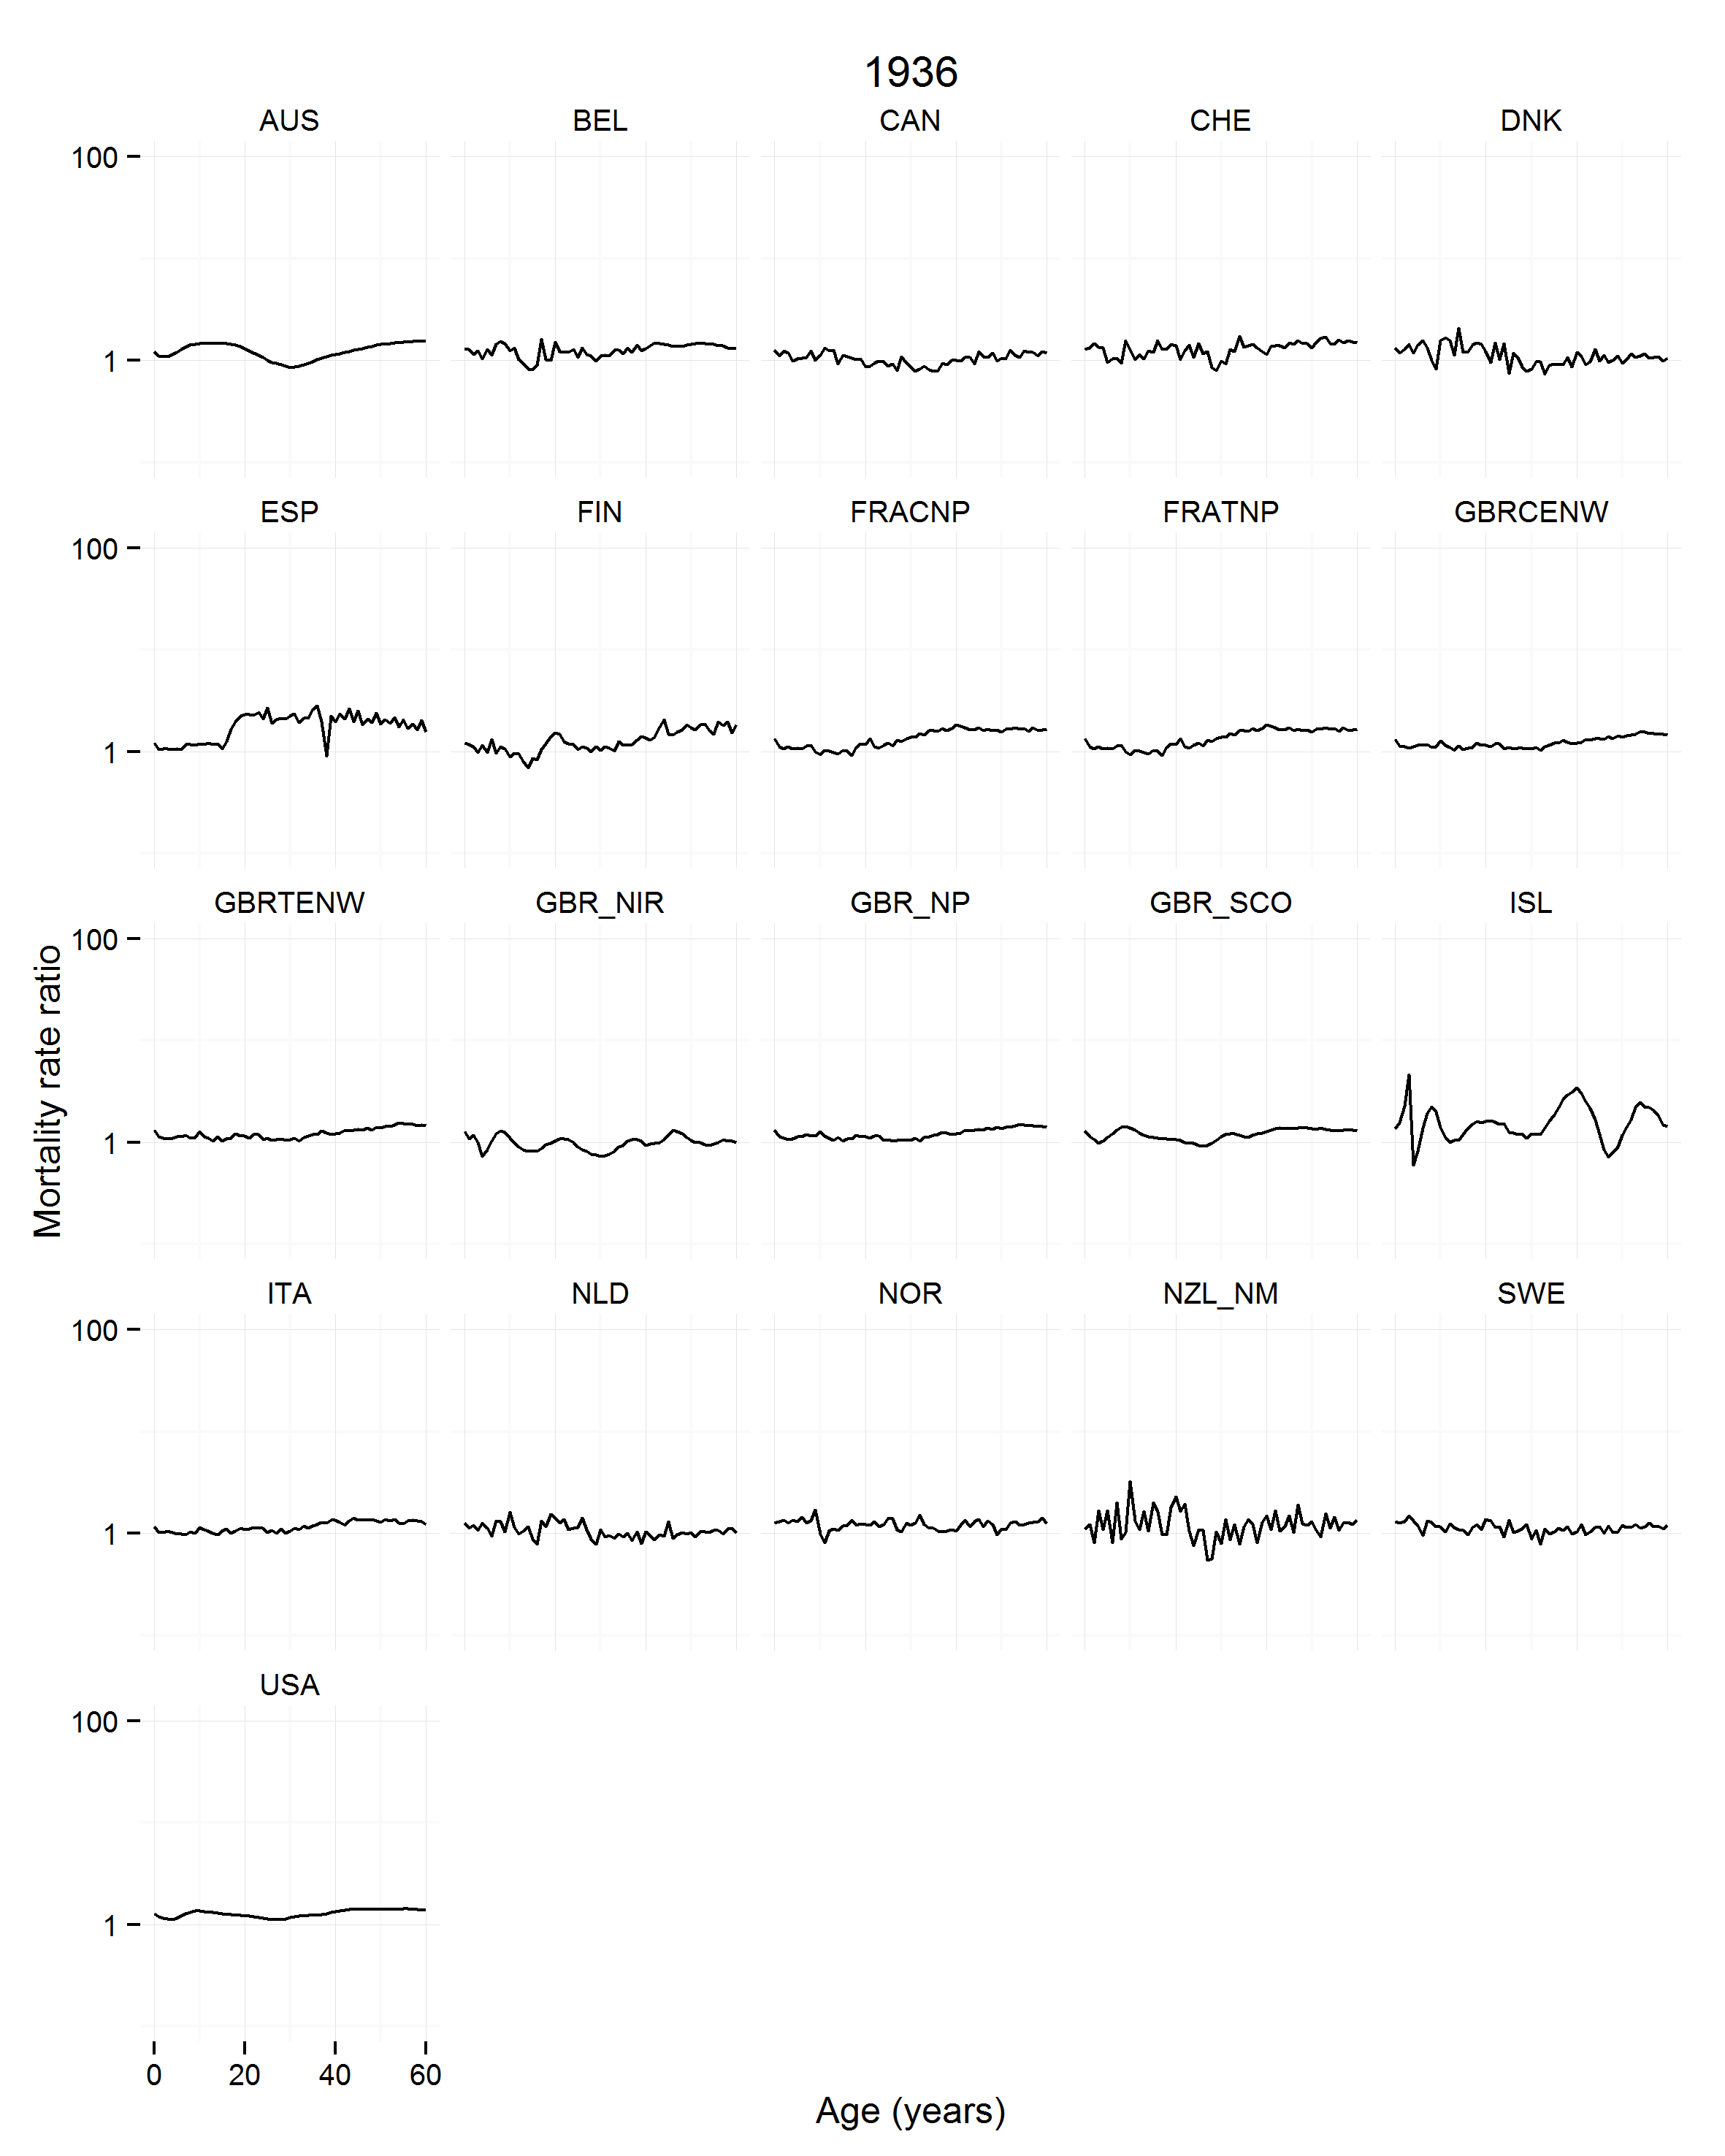 1936
AUS BEL CAN CHE DNK
100
1
ESP FIN FRACNP FRATNP GBRCENW
100
1
GBRTENW GBR_NIR GBR_NP GBR_SCO ISL
100
1
Mortality rate ratio
ITA NLD NOR NZL_NM SWE
100
1
USA
100
1
0 20 40 60
Age (years)